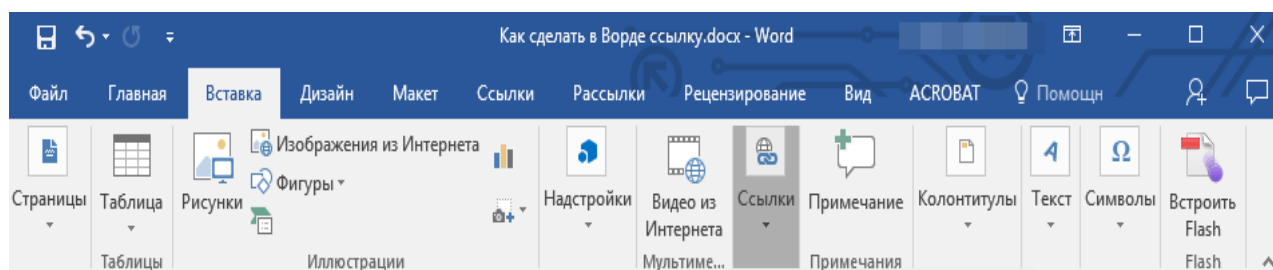 Как сделать в Ворде ссылку.docx - Word
Файл Главная Вставка Дизайн Макет Ссылки Рассылки Рецензирование Вид ACROBAT Помощн
Изображения из Интернета
Фигуры
Страницы Таблица Рисунки Надстройки Видео из Ссылки Примечание Колонтитулы Текст Символы Встроить
Интернета Flash
Таблицы Иллюстрации Мультиме... Примечания Flash